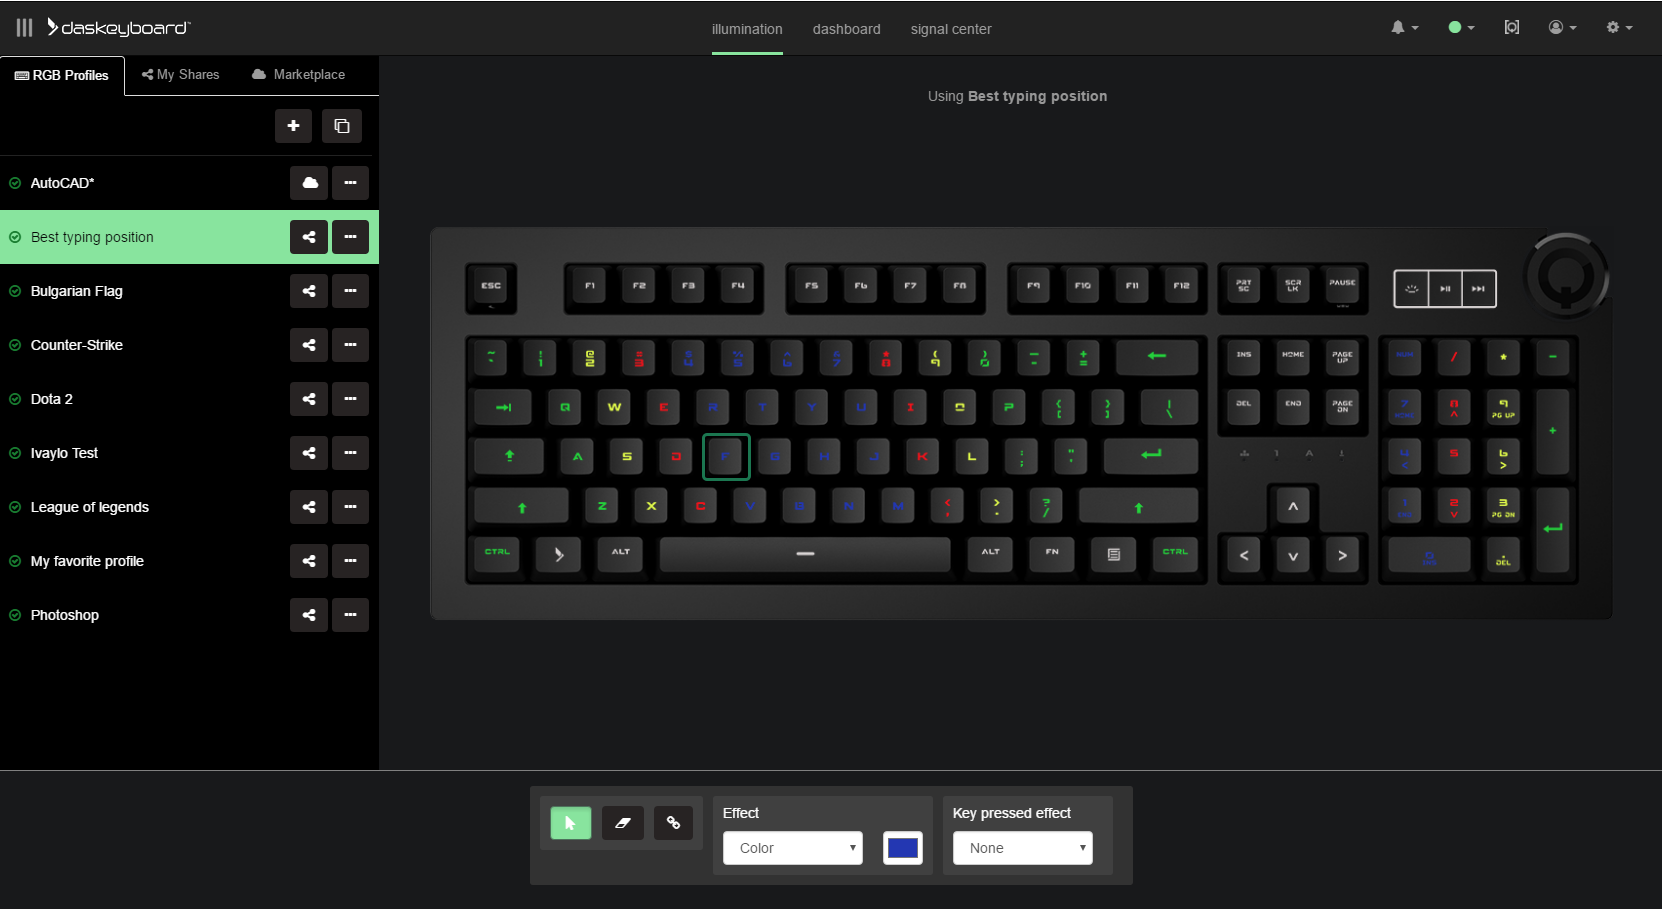 daskeyboard
illumination
dashboard
signal center
RGB Profiles
My Shares
Marketplace
Using Best typing position
AutoCAD*
Best typing position
Bulgarian Flag
Counter-Strike
Dota 2
Ivaylo Test
League of legends
My favorite profile
Photoshop
ESC F1 F2 F3 F4 F5 F6 F7 F8 F9 F10 F11 F12 PRT SC SCR LK PAUSE
~ ` ! 1 @ 2 # 3 $ 4 % 5 ^ 6 & 7 * 8 ( 9 ) 0 _ - + = INS HOME PAGE UP NUM / * -
Q W E R T Y U I O P { [ } ] | \ DEL END PAGE DN 7 HOME 8 9 PG UP +
A S D F G H J K L : ; " ' 1 A 4 5 6
Z X C V B N M < , > . ? / 1 END 2 3 PG DN
CTRL ALT ALT FN CTRL 0 INS . DEL
Effect
Color
Key pressed effect
None